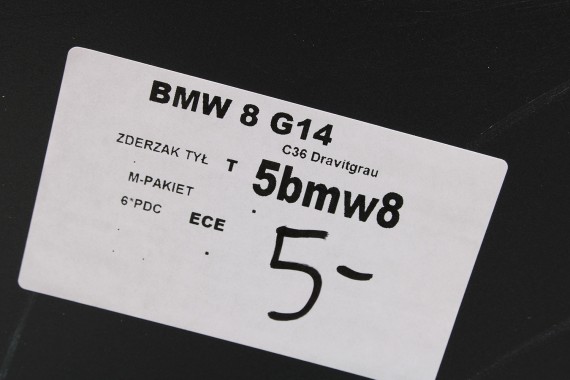 BMW 8 G14
C36 Dravitgrau
ZDERZAK TYŁ T 5bmw8
M-PAKIET
6*PDC ECE
5-